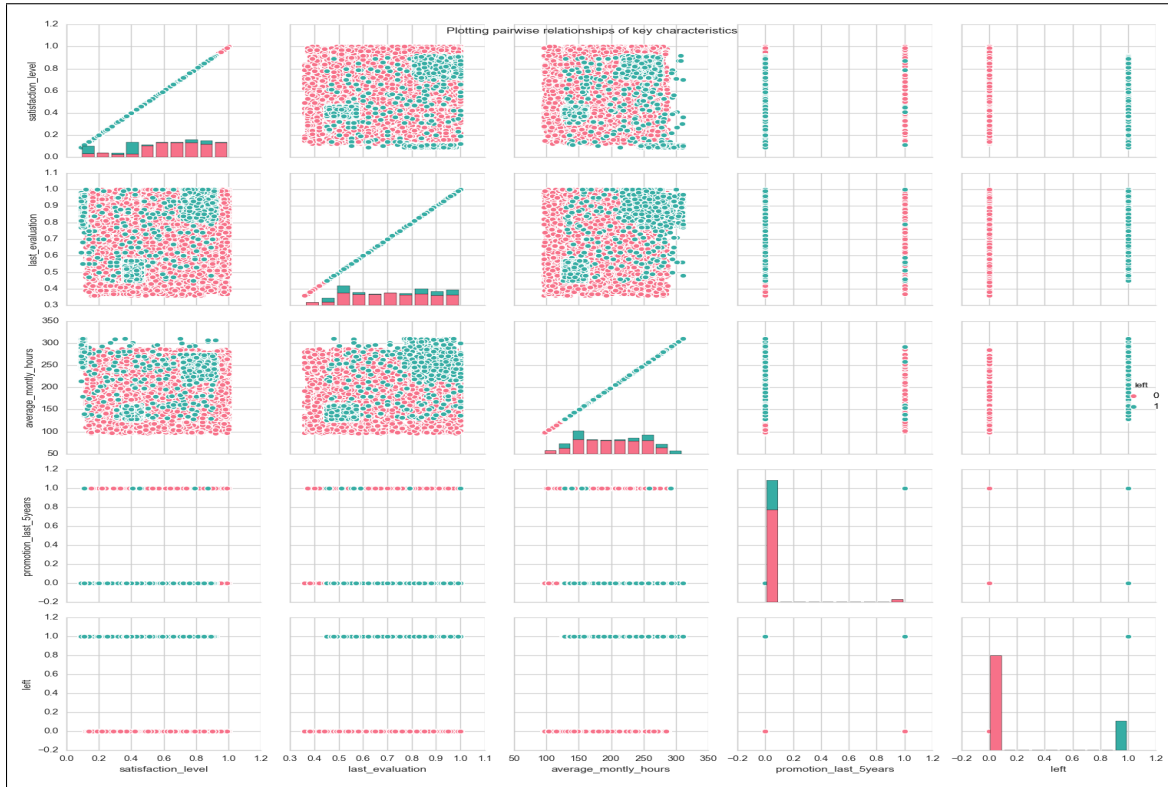 Plotting pairwise relationships of key characteristics
1.2
1.0
0.8
0.6
0.4
0.2
0.0
satisfaction_level
1.1
1.0
0.9
0.8
0.7
0.6
0.5
0.4
0.3
last_evaluation
350
300
250
200
150
100
50
average_montly_hours
left
0
1
1.2
1.0
0.8
0.6
0.4
0.2
0.0
−0.2
promotion_last_5years
1.2
1.0
0.8
0.6
0.4
0.2
0.0
−0.2
left
0.0 0.2 0.4 0.6 0.8 1.0 1.2
satisfaction_level
0.3 0.4 0.5 0.6 0.7 0.8 0.9 1.0 1.1
last_evaluation
50 100 150 200 250 300 350
average_montly_hours
−0.2 0.0 0.2 0.4 0.6 0.8 1.0 1.2
promotion_last_5years
−0.2 0.0 0.2 0.4 0.6 0.8 1.0 1.2
left